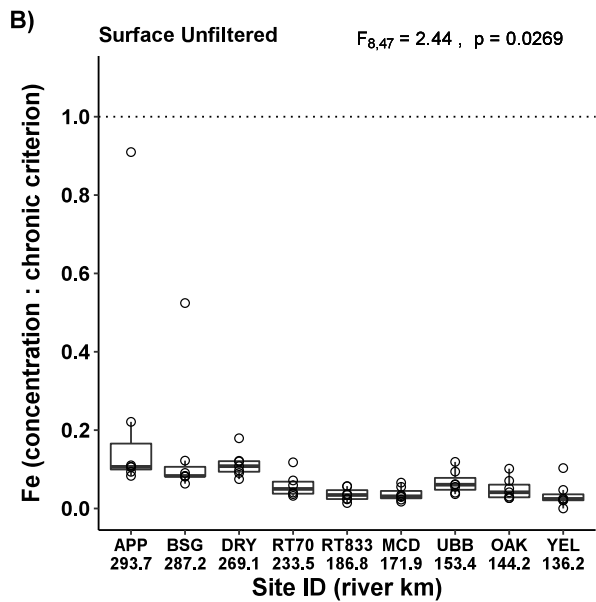 B)
Surface Unfiltered
F8,47 = 2.44 , p = 0.0269
Fe (concentration : chronic criterion)
1.0
0.8
0.6
0.4
0.2
0.0
APP BSG DRY RT70 RT833 MCD UBB OAK YEL
293.7 287.2 269.1 233.5 186.8 171.9 153.4 144.2 136.2
Site ID (river km)